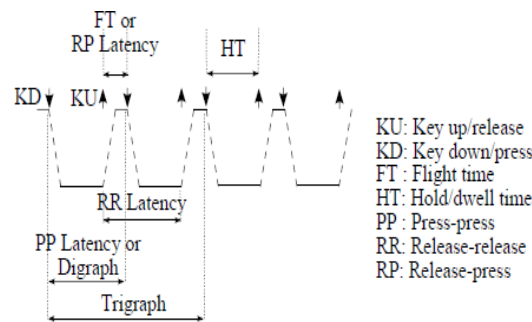 FT or
RP Latency
HT
KD
KU
KU: Key up/release
KD: Key down/press
FT : Flight time
HT: Hold/dwell time
PP : Press-press
RR: Release-release
RP: Release-press
RR Latency
PP Latency or
Digraph
Trigraph